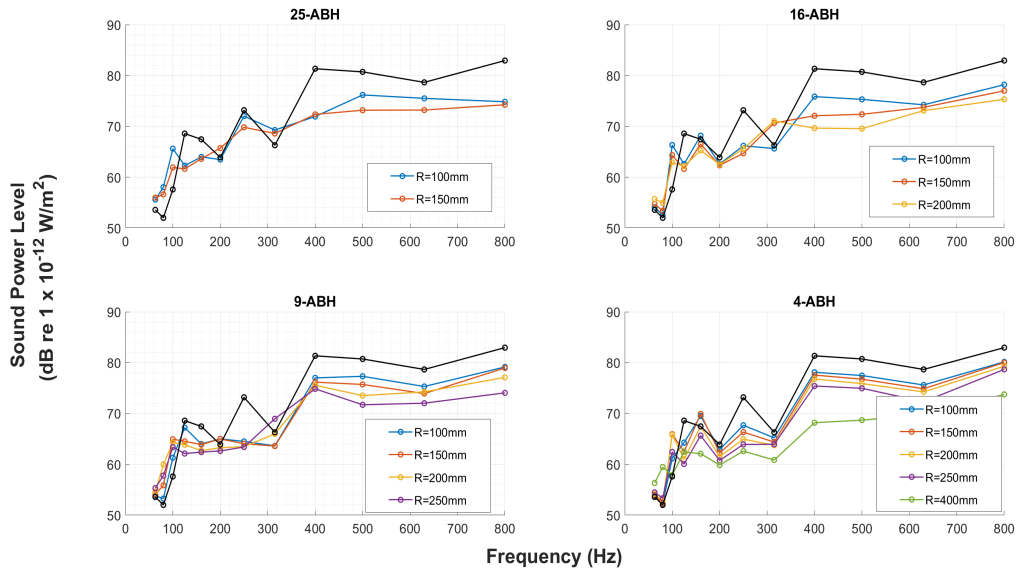 25-ABH
90
80
70
60
50
0 100 200 300 400 500 600 700 800
R=100mm
R=150mm
16-ABH
90
80
70
60
50
0 100 200 300 400 500 600 700 800
R=100mm
R=150mm
R=200mm
Sound Power Level
(dB re 1 x 10⁻¹² W/m²)
9-ABH
90
80
70
60
50
0 100 200 300 400 500 600 700 800
R=100mm
R=150mm
R=200mm
R=250mm
4-ABH
90
80
70
60
50
0 100 200 300 400 500 600 700 800
R=100mm
R=150mm
R=200mm
R=250mm
R=400mm
Frequency (Hz)